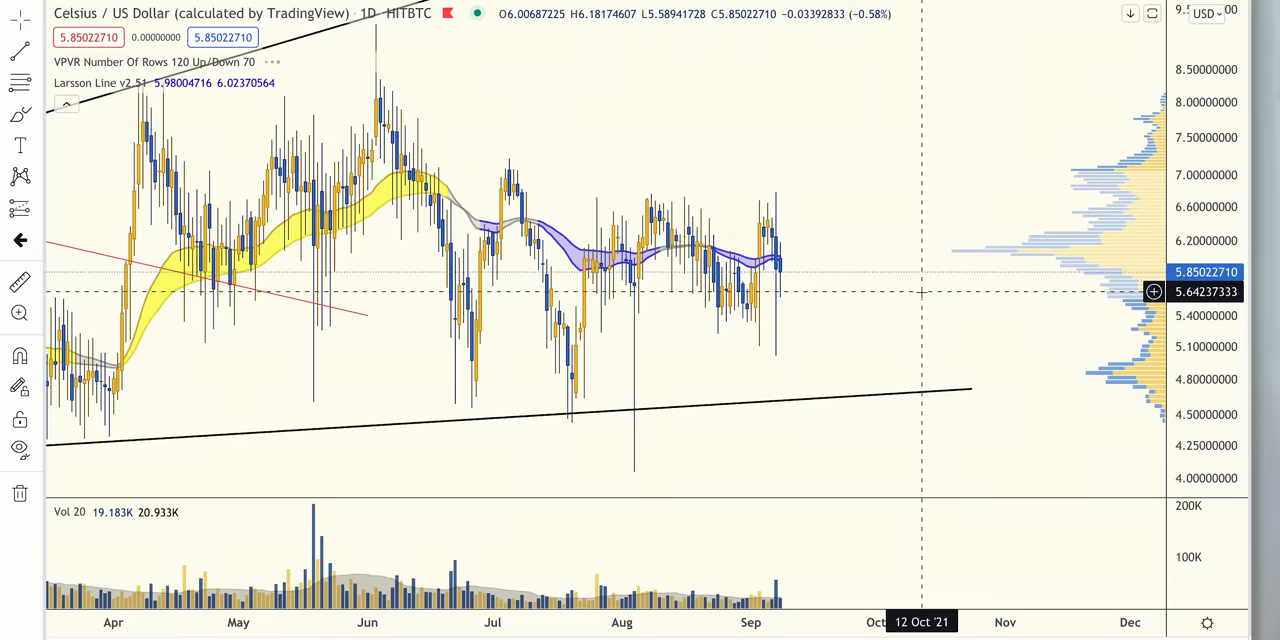 Celsius / US Dollar (calculated by TradingView) · 1D · HITBTC O6.00687225 H6.18174607 L5.58941728 C5.85022710 −0.03392833 (−0.58%)
5.85022710 0.00000000 5.85022710
VPVR Number Of Rows 120 Up/Down 70
Larsson Line v2.51 5.98004716 6.02370564
USD
8.50000000
8.00000000
7.50000000
7.00000000
6.60000000
6.20000000
5.85022710
5.64237333
5.40000000
5.10000000
4.80000000
4.50000000
4.25000000
4.00000000
Vol 20 19.183K 20.933K
200K
100K
Apr May Jun Jul Aug Sep Oct 12 Oct '21 Nov Dec